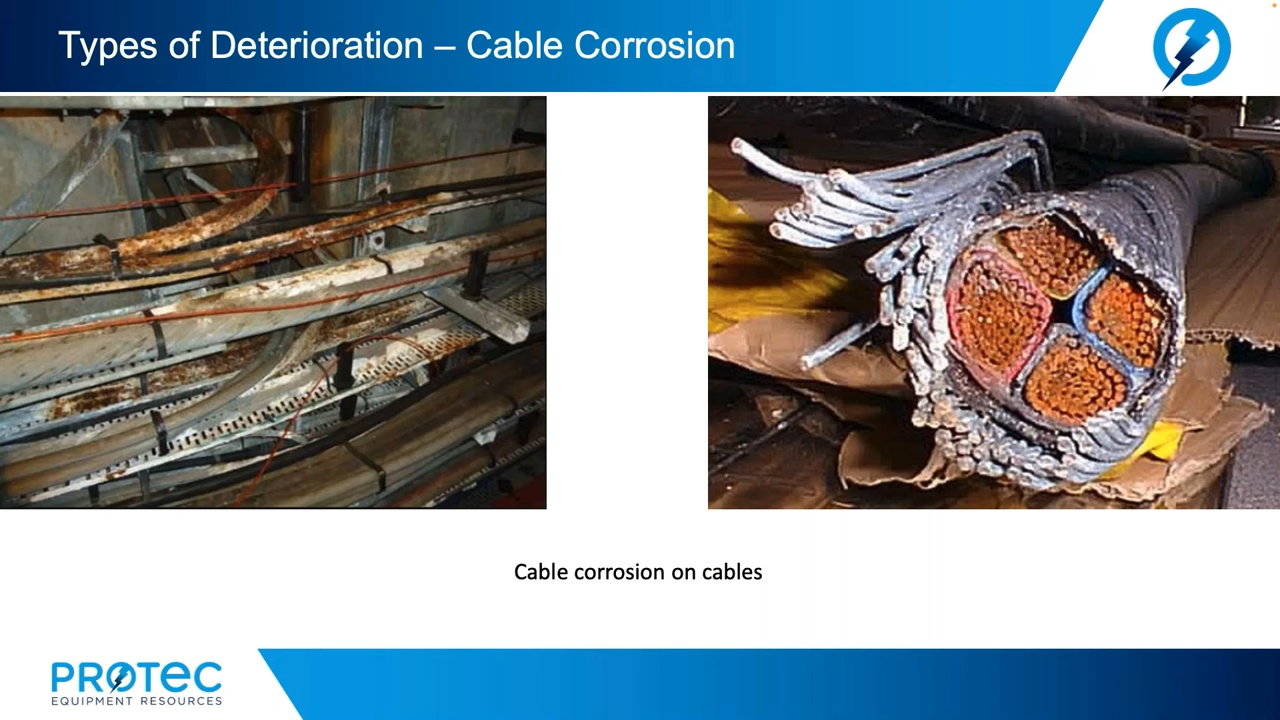 Types of Deterioration – Cable Corrosion
Cable corrosion on cables
PROTEC
EQUIPMENT RESOURCES